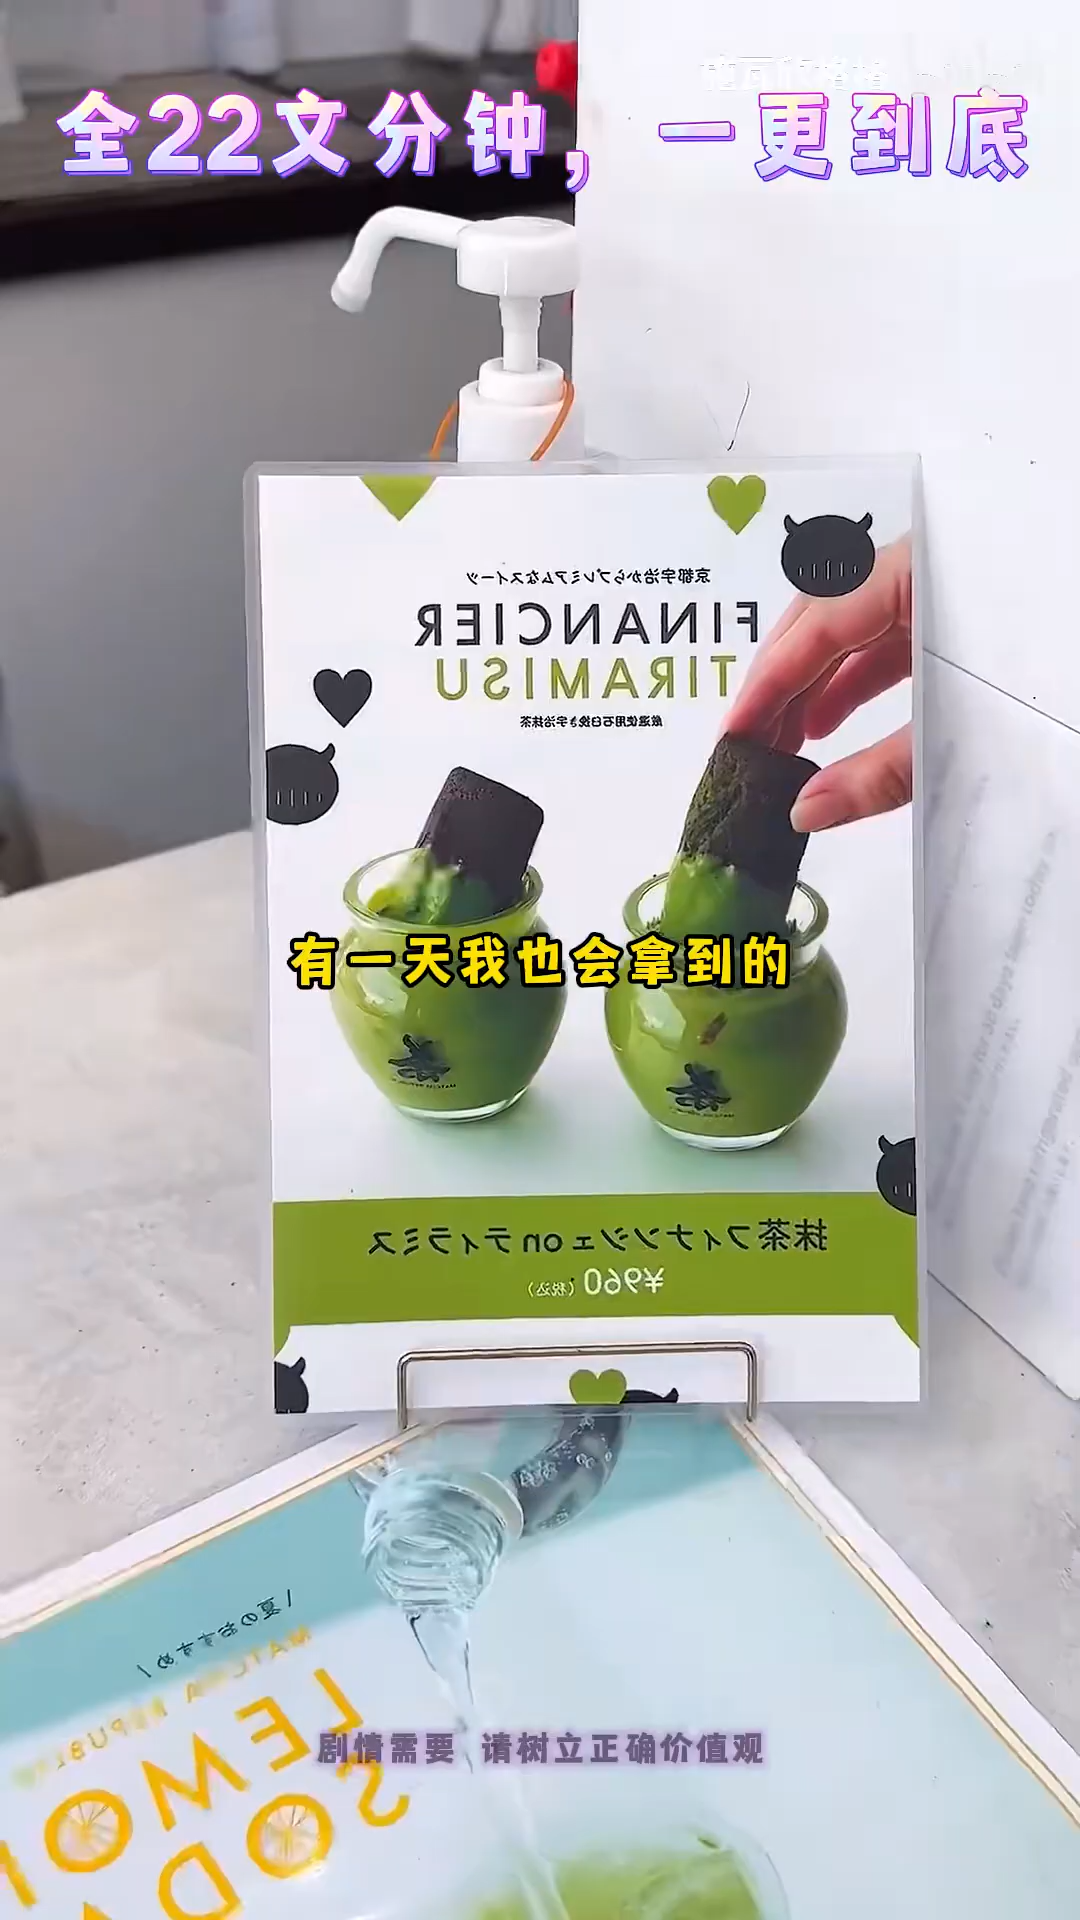 全22文分钟，一更到底
京都宇治からプレミアムなスイーツ
FINANCIER
TIRAMISU
厳選使用石臼挽き宇治抹茶
有一天我也会拿到的
抹茶フィナンシェ on ティラミス
¥960（税込）
\夏のおすすめ/
MATCHA REPUBLIC
LEMON
SODA
剧情需要 请树立正确价值观